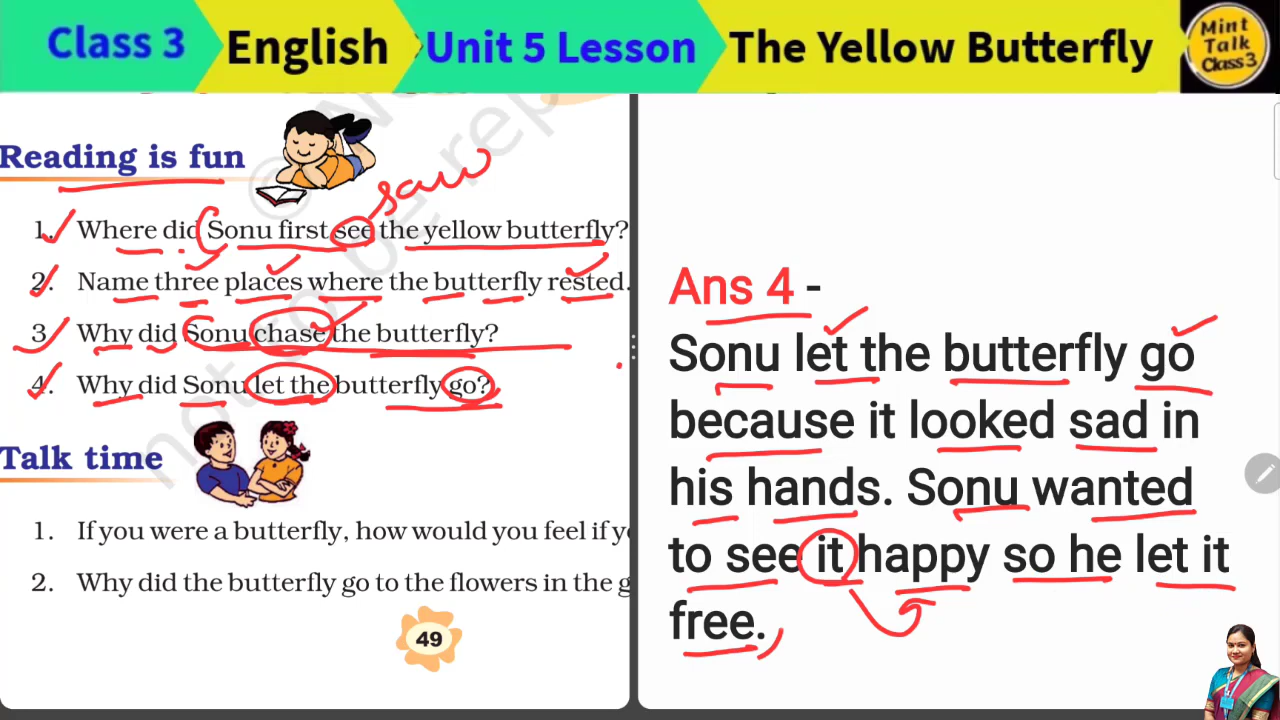 Class 3 English Unit 5 Lesson The Yellow Butterfly
Mint
Talk
Class 3
Reading is fun
saw
1. Where did Sonu first see the yellow butterfly?
2. Name three places where the butterfly rested.
3. Why did Sonu chase the butterfly?
4. Why did Sonu let the butterfly go?
Talk time
1. If you were a butterfly, how would you feel if
2. Why did the butterfly go to the flowers in the
49
Ans 4 -
Sonu let the butterfly go
because it looked sad in
his hands. Sonu wanted
to see it happy so he let it
free.